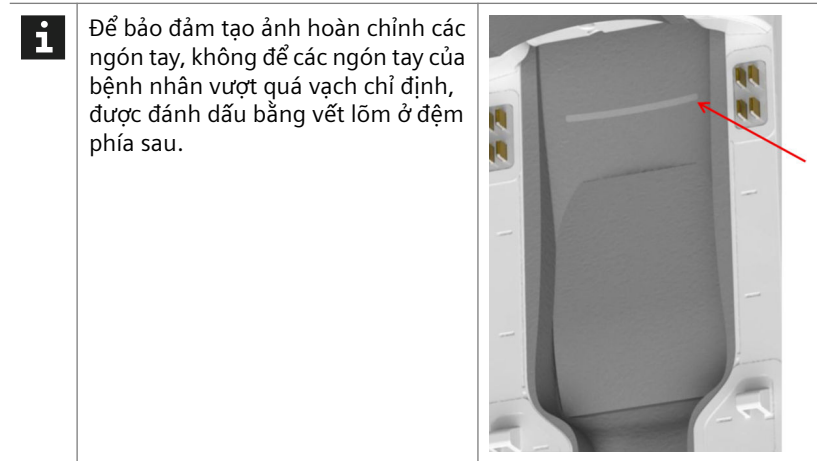 i
Để bảo đảm tạo ảnh hoàn chỉnh các
ngón tay, không để các ngón tay của
bệnh nhân vượt quá vạch chỉ định,
được đánh dấu bằng vết lõm ở đệm
phía sau.